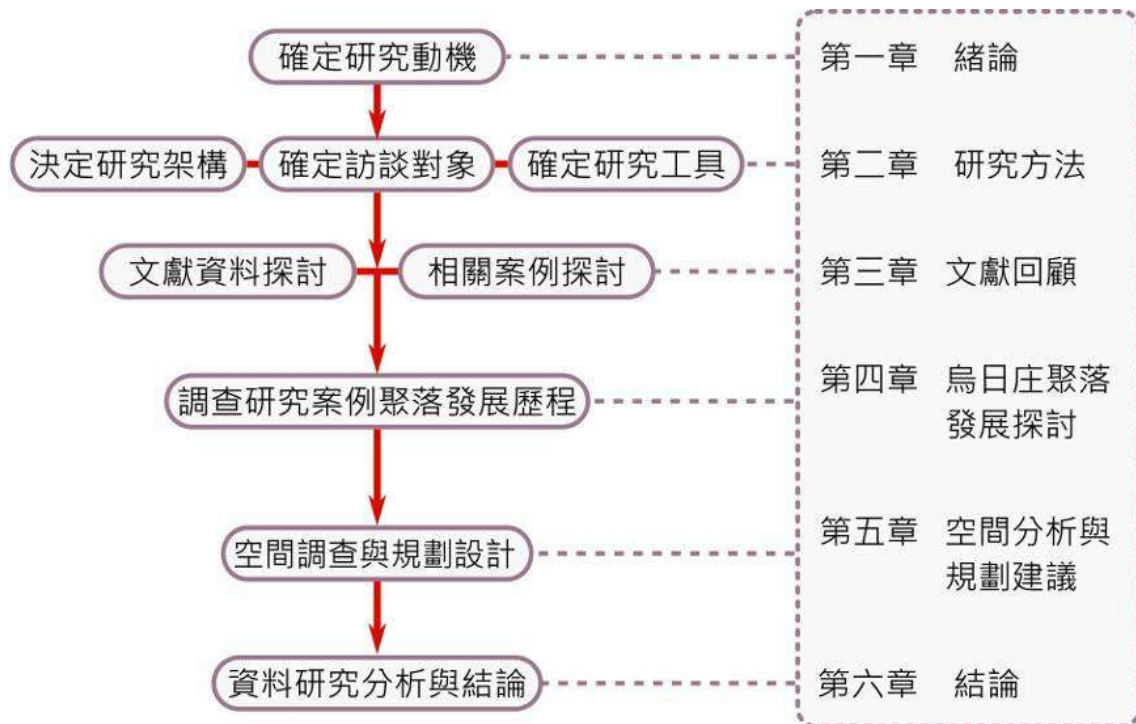 確定研究動機
第一章 緒論
決定研究架構
確定訪談對象
確定研究工具
第二章 研究方法
文獻資料探討
相關案例探討
第三章 文獻回顧
調查研究案例聚落發展歷程
第四章 烏日庄聚落
發展探討
空間調查與規劃設計
第五章 空間分析與
規劃建議
資料研究分析與結論
第六章 結論